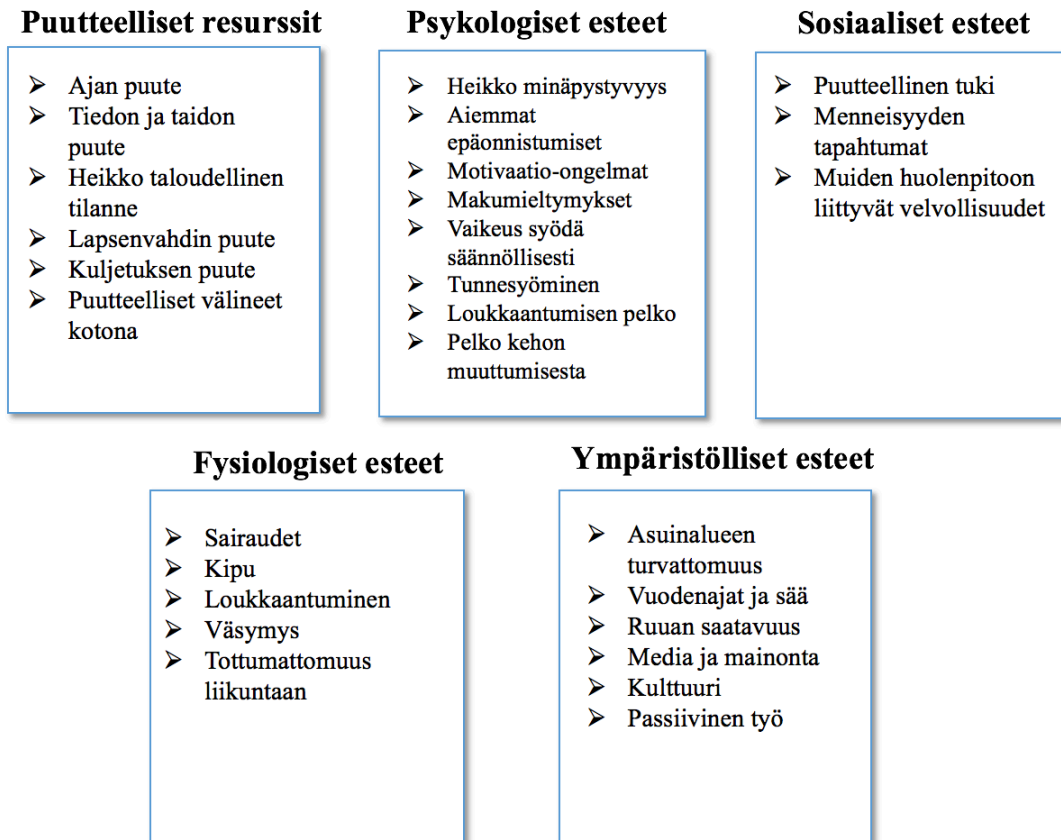 Puutteelliset resurssit
➢ Ajan puute
➢ Tiedon ja taidon
puute
➢ Heikko taloudellinen
tilanne
➢ Lapsenvahdin puute
➢ Kuljetuksen puute
➢ Puutteelliset välineet
kotona
Psykologiset esteet
➢ Heikko minäpystyvyys
➢ Aiemmat
epäonnistumiset
➢ Motivaatio-ongelmat
➢ Makumieltymykset
➢ Vaikeus syödä
säännöllisesti
➢ Tunnesyöminen
➢ Loukkaantumisen pelko
➢ Pelko kehon
muuttumisesta
Sosiaaliset esteet
➢ Puutteellinen tuki
➢ Menneisyyden
tapahtumat
➢ Muiden huolenpitoon
liittyvät velvollisuudet
Fysiologiset esteet
➢ Sairaudet
➢ Kipu
➢ Loukkaantuminen
➢ Väsymys
➢ Tottumattomuus
liikuntaan
Ympäristölliset esteet
➢ Asuinalueen
turvattomuus
➢ Vuodenajat ja sää
➢ Ruuan saatavuus
➢ Media ja mainonta
➢ Kulttuuri
➢ Passiivinen työ